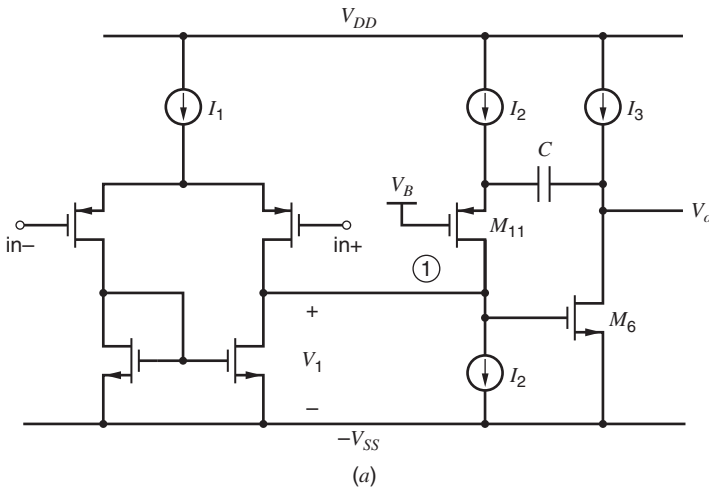 V_DD
I_1
I_2
I_3
C
V_B
V_o
in−
in+
M_11
1
+
V_1
−
M_6
I_2
−V_SS
(a)